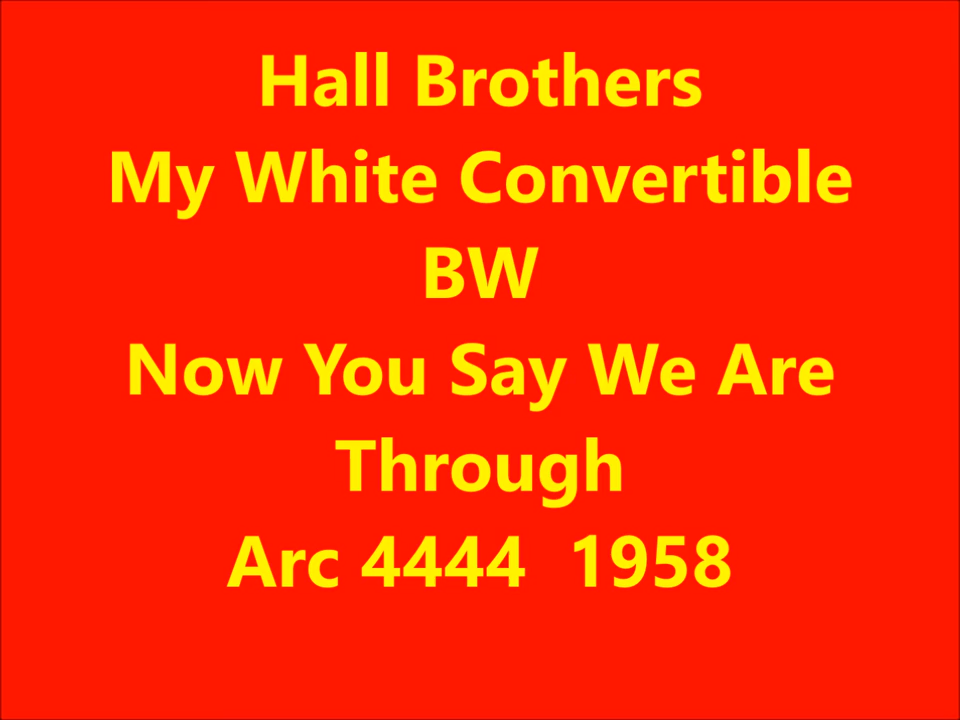 Hall Brothers
My White Convertible
BW
Now You Say We Are
Through
Arc 4444  1958